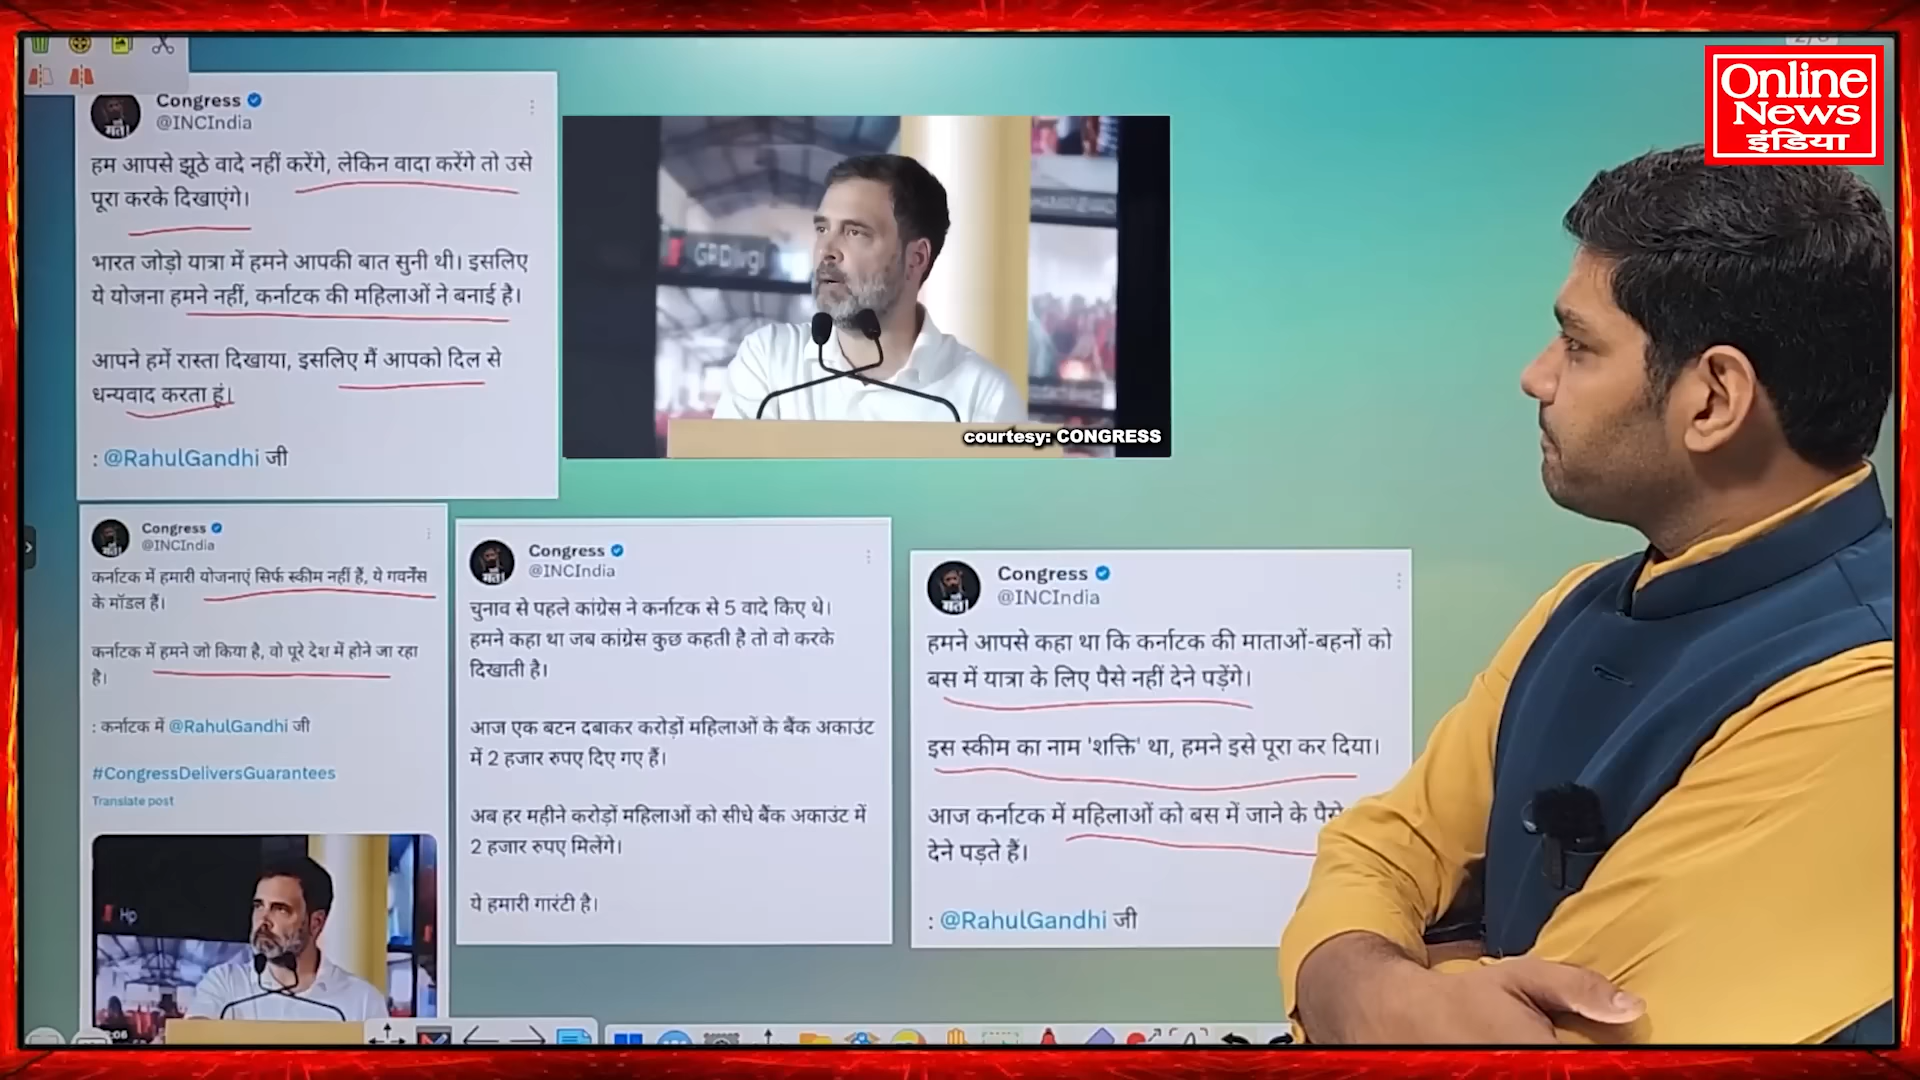 Online
News
इंडिया
Congress
@INCIndia
हम आपसे झूठे वादे नहीं करेंगे, लेकिन वादा करेंगे तो उसे
पूरा करके दिखाएंगे।
भारत जोड़ो यात्रा में हमने आपकी बात सुनी थी। इसलिए
ये योजना हमने नहीं, कर्नाटक की महिलाओं ने बनाई है।
आपने हमें रास्ता दिखाया, इसलिए मैं आपको दिल से
धन्यवाद करता हूं।
: @RahulGandhi जी
courtesy: CONGRESS
Congress
@INCIndia
कर्नाटक में हमारी योजनाएं सिर्फ स्कीम नहीं हैं, ये गवर्नेंस
के मॉडल हैं।
कर्नाटक में हमने जो किया है, वो पूरे देश में होने जा रहा
है।
: कर्नाटक में @RahulGandhi जी
#CongressDeliversGuarantees
Translate post
Congress
@INCIndia
चुनाव से पहले कांग्रेस ने कर्नाटक से 5 वादे किए थे।
हमने कहा था जब कांग्रेस कुछ कहती है तो वो करके
दिखाती है।
आज एक बटन दबाकर करोड़ों महिलाओं के बैंक अकाउंट
में 2 हजार रुपए दिए गए हैं।
अब हर महीने करोड़ों महिलाओं को सीधे बैंक अकाउंट में
2 हजार रुपए मिलेंगे।
ये हमारी गारंटी है।
Congress
@INCIndia
हमने आपसे कहा था कि कर्नाटक की माताओं-बहनों को
बस में यात्रा के लिए पैसे नहीं देने पड़ेंगे।
इस स्कीम का नाम 'शक्ति' था, हमने इसे पूरा कर दिया।
आज कर्नाटक में महिलाओं को बस में जाने के पैसे
देने पड़ते हैं।
: @RahulGandhi जी